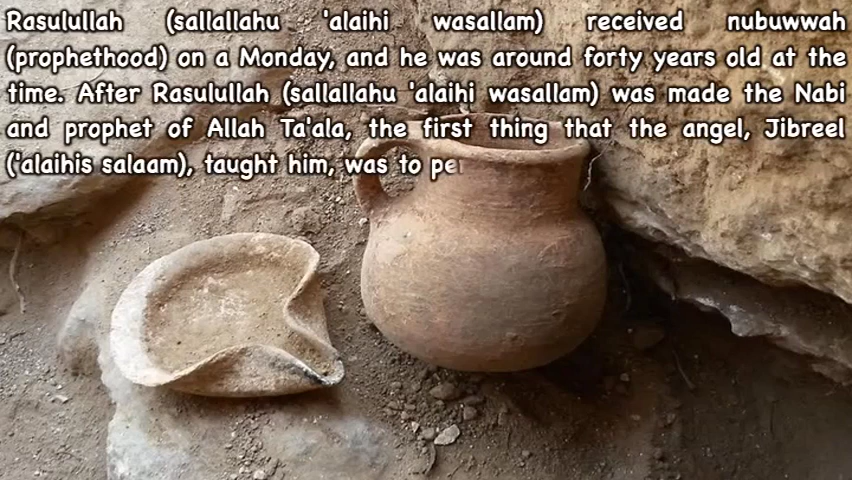 Rasulullah (sallallahu 'alaihi wasallam) received nubuwwah
(prophethood) on a Monday, and he was around forty years old at the
time. After Rasulullah (sallallahu 'alaihi wasallam) was made the Nabi
and prophet of Allah Ta'ala, the first thing that the angel, Jibreel
('alaihis salaam), taught him, was to